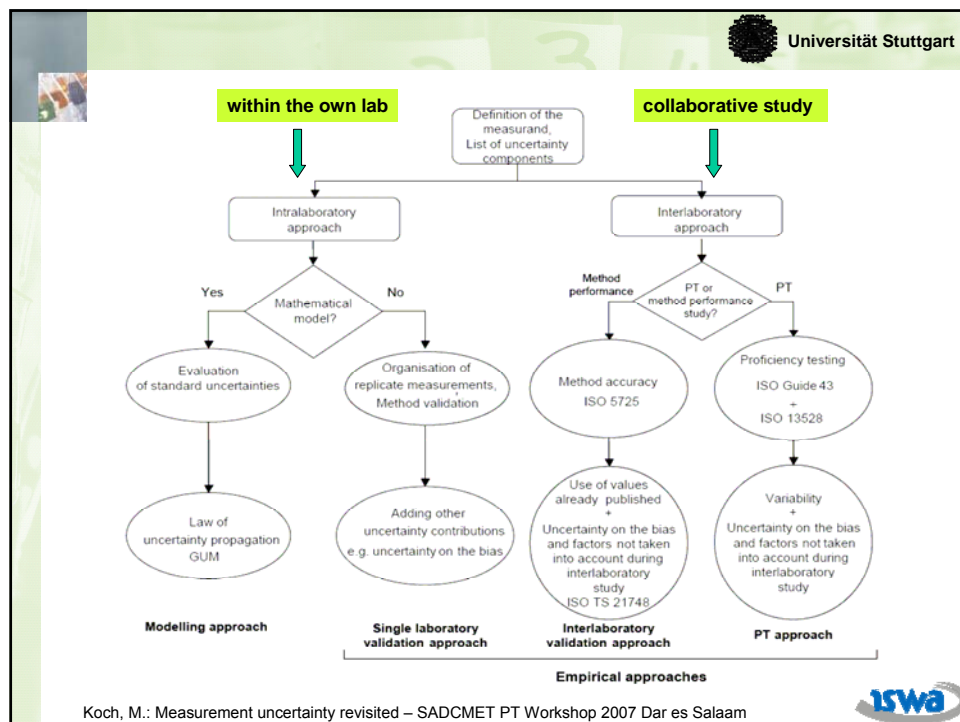 Universität Stuttgart
within the own lab
collaborative study
Definition of the
measurand,
List of uncertainty
components
Intralaboratory
approach
Interlaboratory
approach
Yes
Mathematical
model?
No
Method
performance
PT or
method performance
study?
PT
Evaluation
of standard uncertainties
Organisation of
replicate measurements,
Method validation
Method accuracy
ISO 5725
Proficiency testing
ISO Guide 43
+
ISO 13528
Law of
uncertainty propagation
GUM
Adding other
uncertainty contributions
e.g. uncertainty on the bias
Use of values
already published
+
Uncertainty on the bias
and factors not taken
into account during
interlaboratory
study
ISO TS 21748
Variability
+
Uncertainty on the bias
and factors not taken
into account during
interlaboratory
study
Modelling approach
Single laboratory
validation approach
Interlaboratory
validation approach
PT approach
Empirical approaches
Koch, M.: Measurement uncertainty revisited – SADCMET PT Workshop 2007 Dar es Salaam
iswa